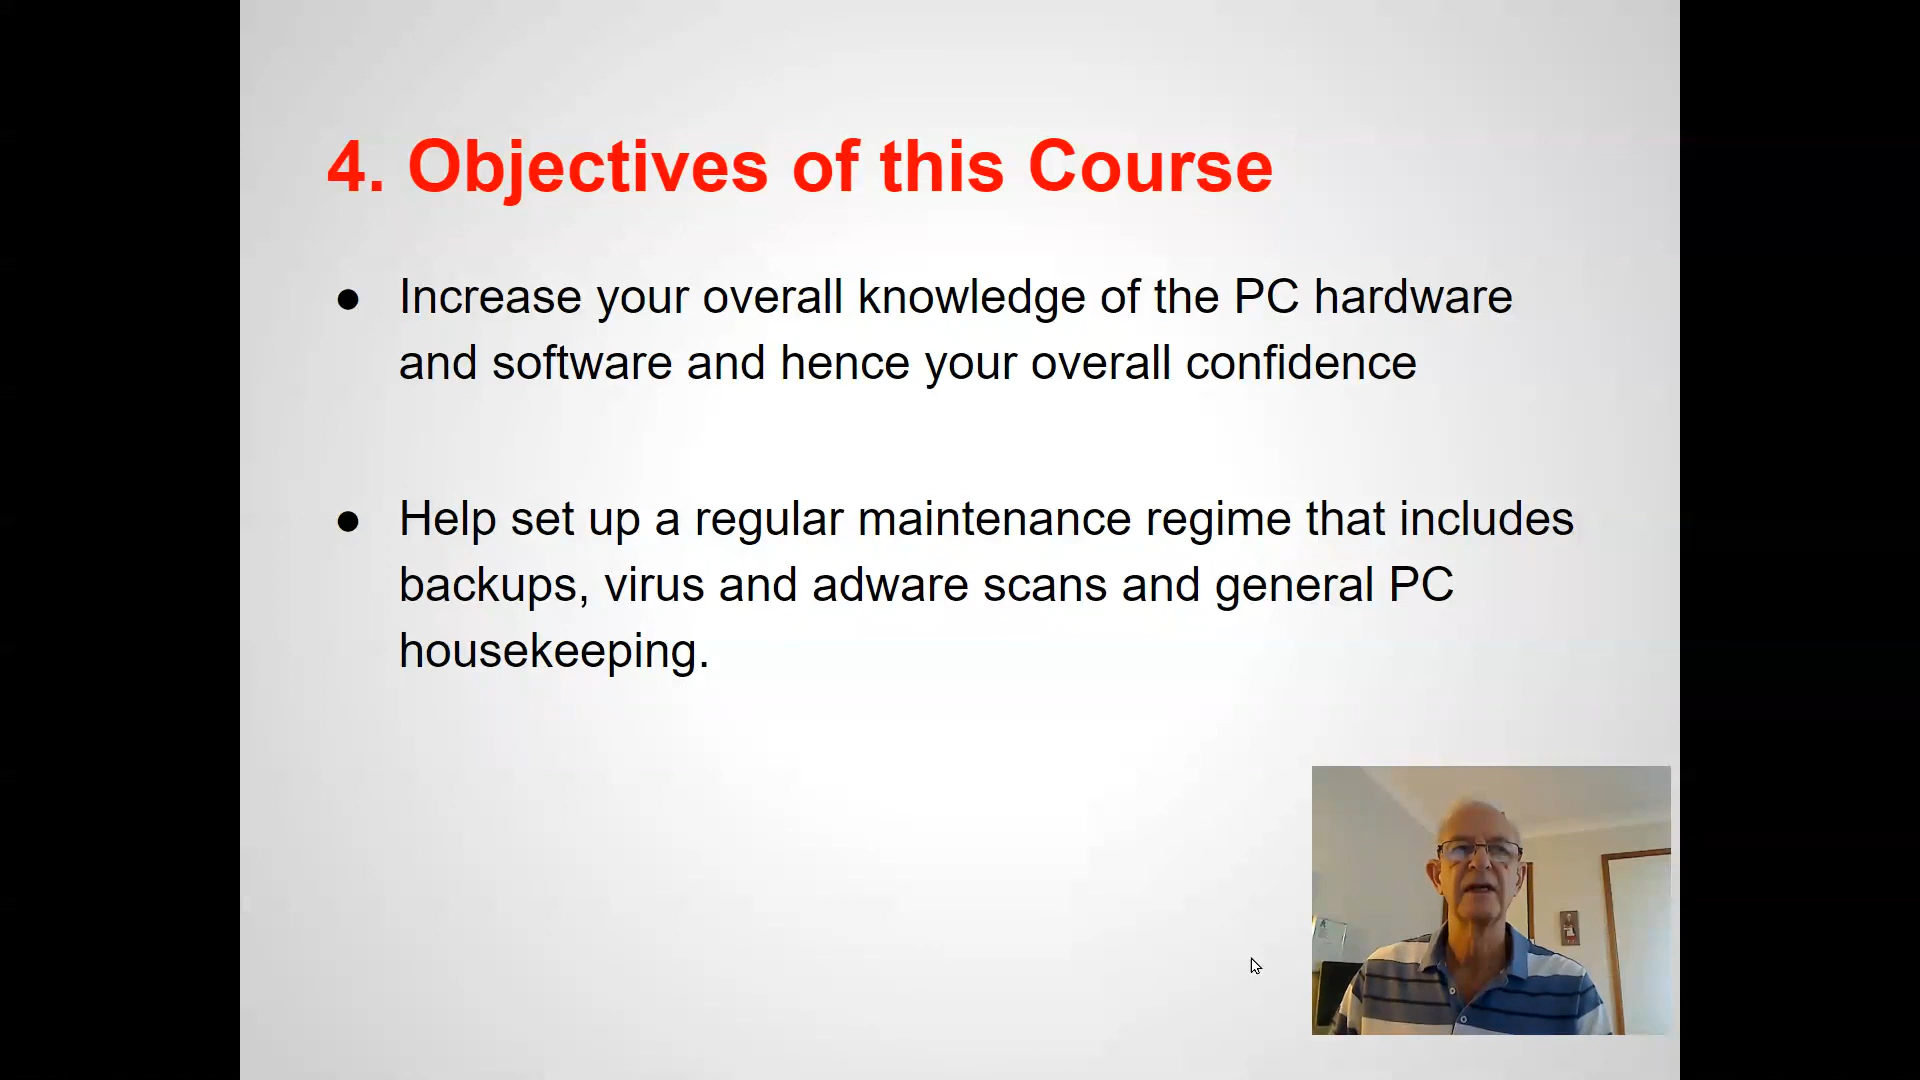 4. Objectives of this Course
● Increase your overall knowledge of the PC hardware
and software and hence your overall confidence
● Help set up a regular maintenance regime that includes
backups, virus and adware scans and general PC
housekeeping.